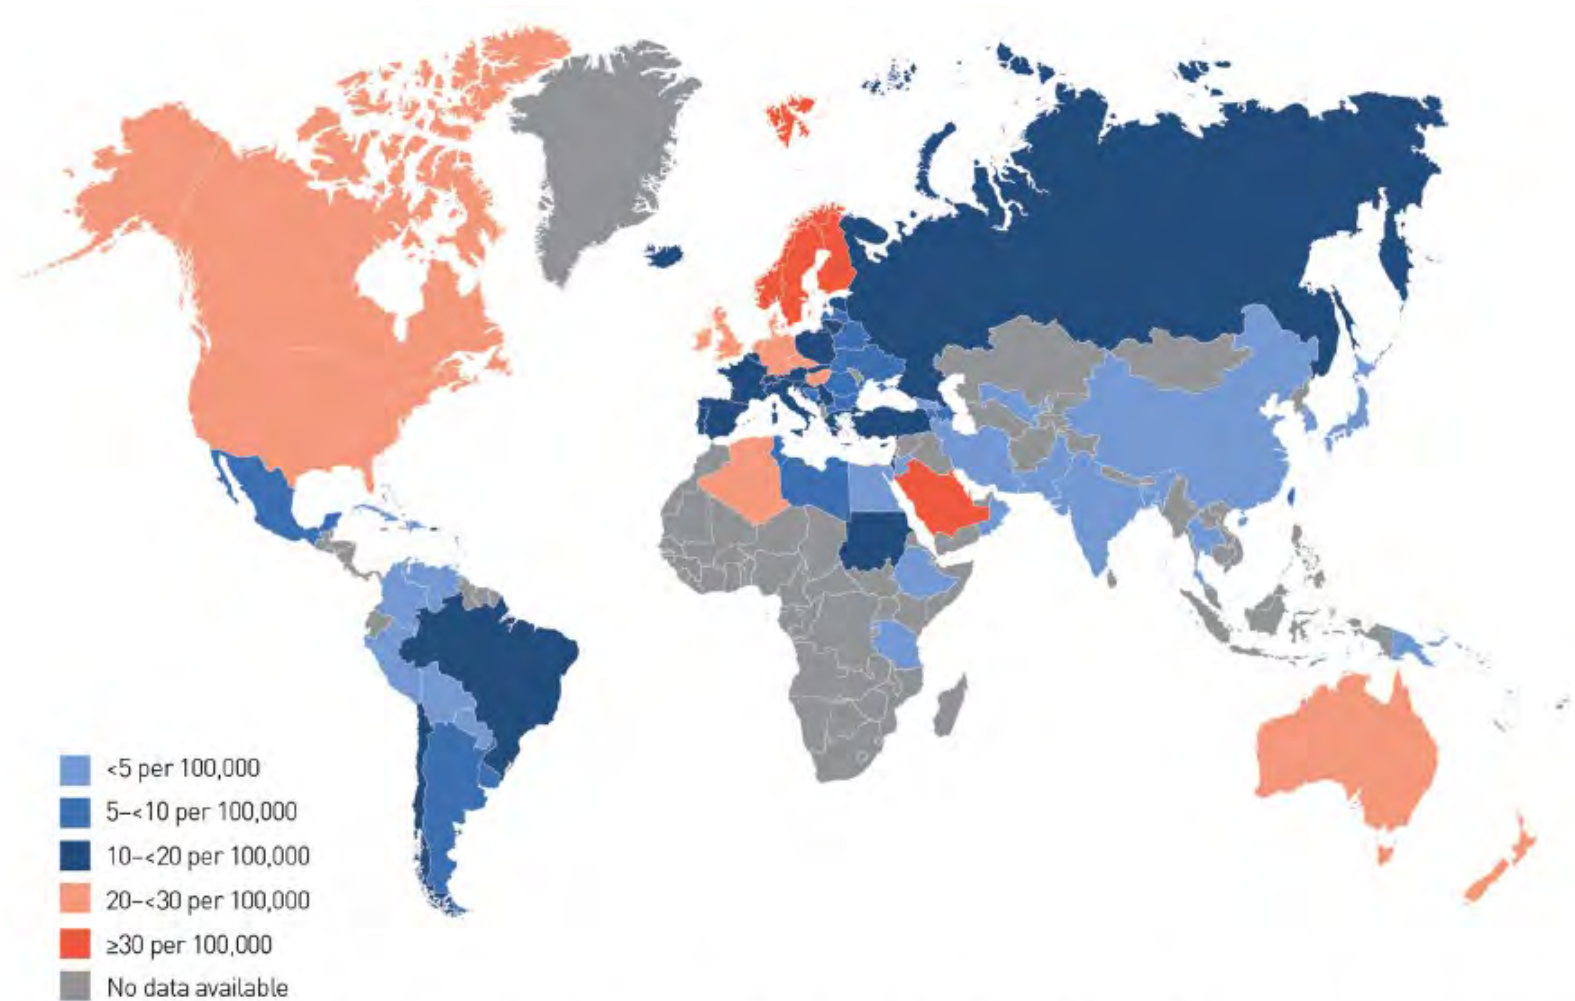 <5 per 100,000
5–<10 per 100,000
10–<20 per 100,000
20–<30 per 100,000
≥30 per 100,000
No data available